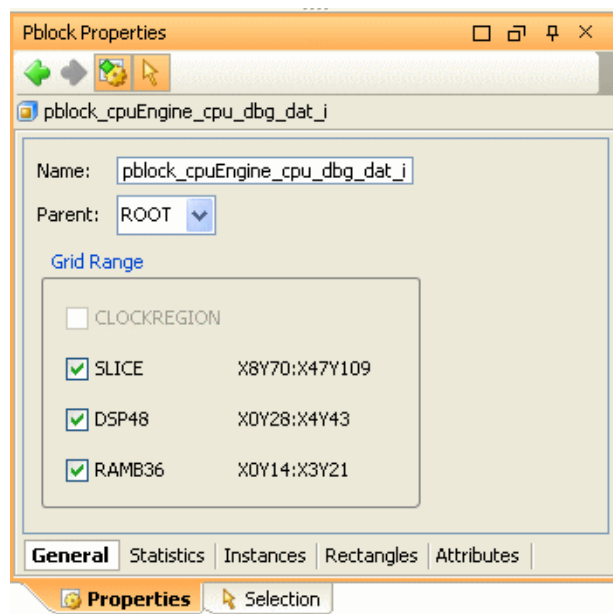 Pblock Properties
pblock_cpuEngine_cpu_dbg_dat_i
Name: pblock_cpuEngine_cpu_dbg_dat_i
Parent: ROOT
Grid Range
CLOCKREGION
SLICE X8Y70:X47Y109
DSP48 X0Y28:X4Y43
RAMB36 X0Y14:X3Y21
General Statistics Instances Rectangles Attributes
Properties Selection